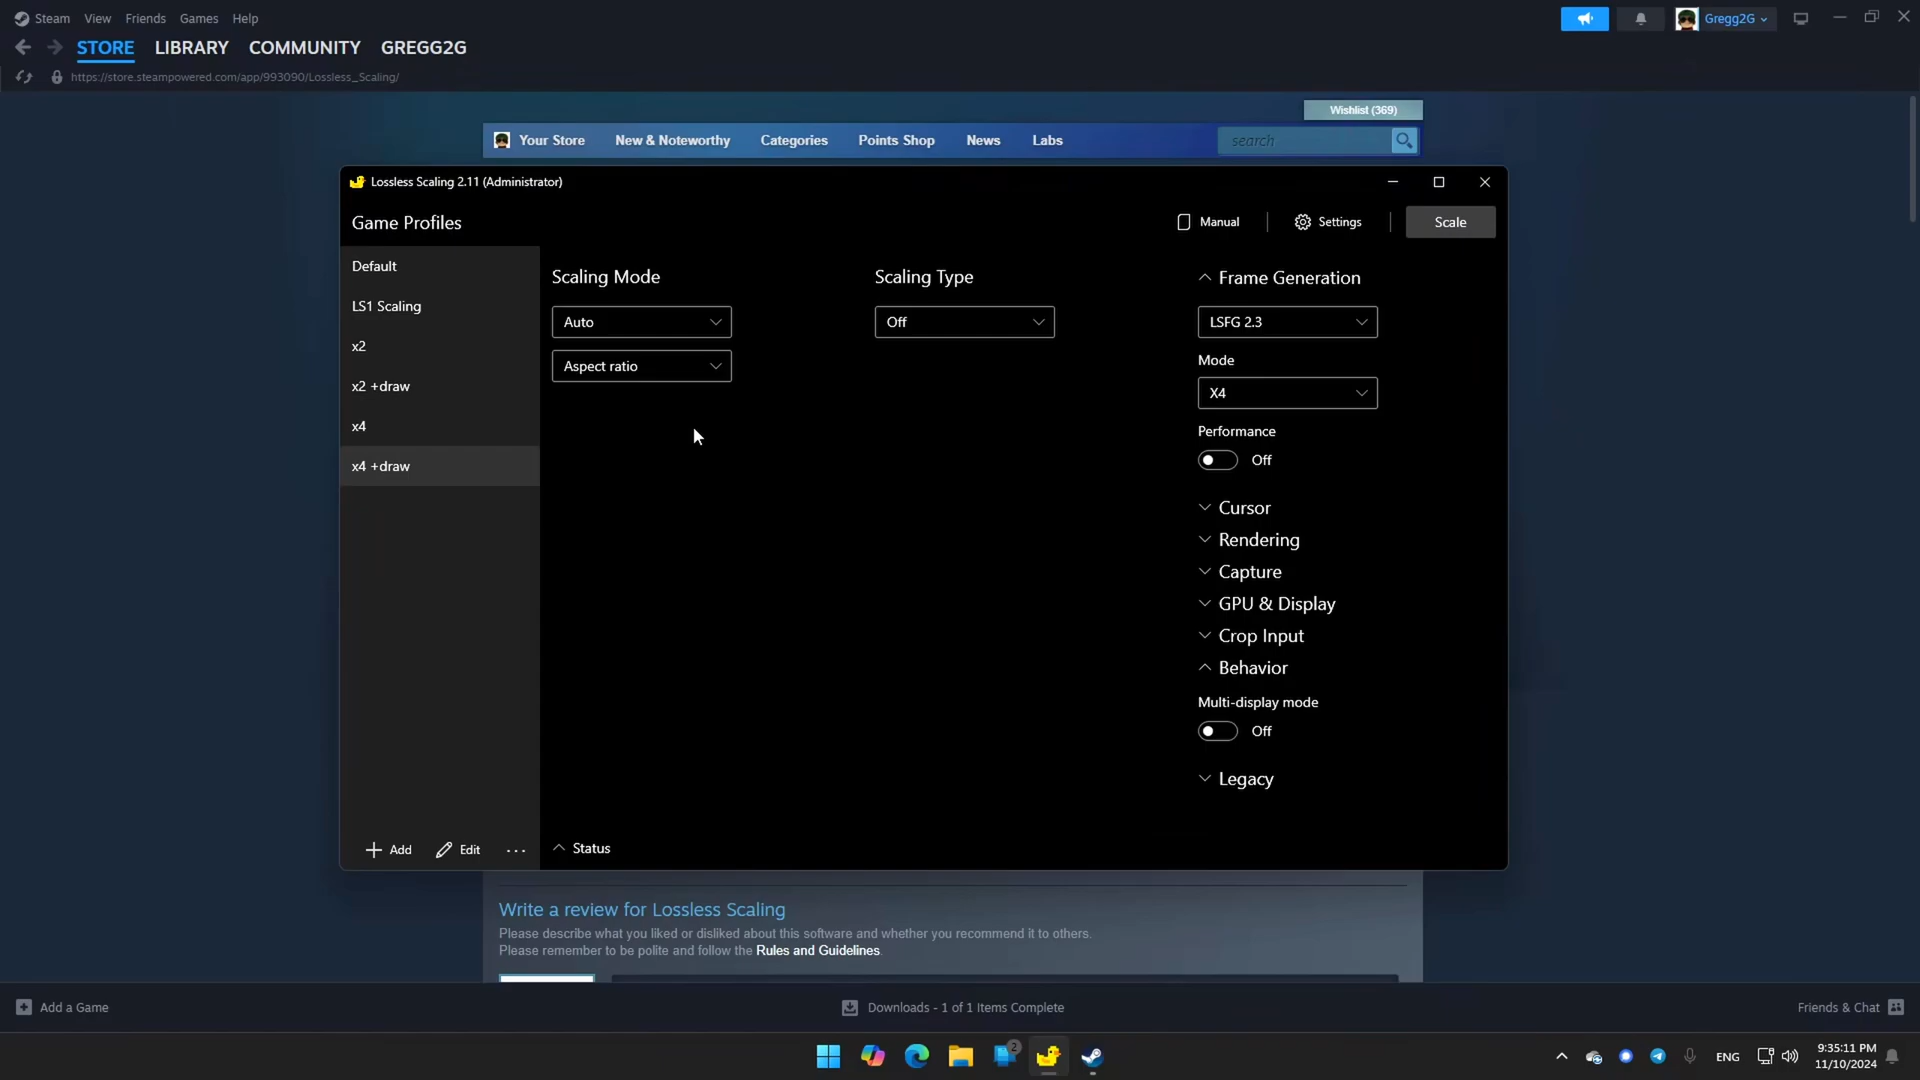 Steam View Friends Games Help
Gregg2G
STORE LIBRARY COMMUNITY GREGG2G
https://store.steampowered.com/app/993090/Lossless_Scaling/
Wishlist (369)
Your Store New & Noteworthy Categories Points Shop News Labs search
Lossless Scaling 2.11 (Administrator)
Game Profiles
Manual Settings Scale
Default
LS1 Scaling
x2
x2 +draw
x4
x4 +draw
Scaling Mode
Auto
Aspect ratio
Scaling Type
Off
Frame Generation
LSFG 2.3
Mode
X4
Performance
Off
Cursor
Rendering
Capture
GPU & Display
Crop Input
Behavior
Multi-display mode
Off
Legacy
Add Edit ...
Status
Write a review for Lossless Scaling
Please describe what you liked or disliked about this software and whether you recommend it to others.
Please remember to be polite and follow the Rules and Guidelines.
Add a Game
Downloads - 1 of 1 Items Complete
Friends & Chat
2
ENG
9:35:11 PM
11/10/2024